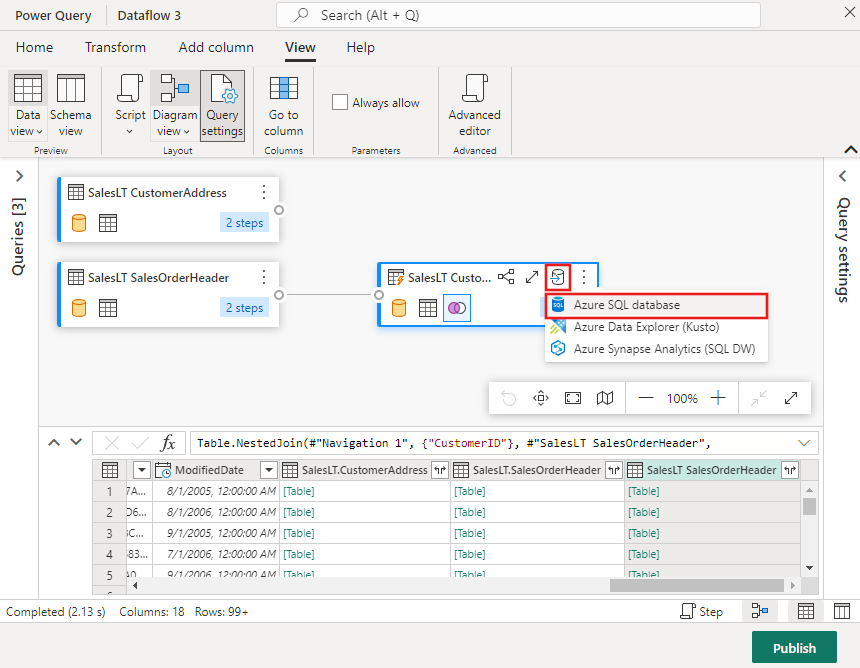 Power Query Dataflow 3 Search (Alt + Q)
Home Transform Add column View Help
Data view Schema view Script Diagram view Query settings Go to column Always allow Advanced editor
Preview Layout Columns Parameters Advanced
Queries [3]
Query settings
SalesLT CustomerAddress
2 steps
SalesLT SalesOrderHeader
2 steps
SalesLT Custo...
SQL Azure SQL database
Azure Data Explorer (Kusto)
Azure Synapse Analytics (SQL DW)
100%
fx Table.NestedJoin(#"Navigation 1", {"CustomerID"}, #"SalesLT SalesOrderHeader",
ModifiedDate SalesLT.CustomerAddress SalesLT.SalesOrderHeader SalesLT SalesOrderHeader
1 7A... 8/1/2005, 12:00:00 AM [Table] [Table] [Table]
2 D6... 8/1/2006, 12:00:00 AM [Table] [Table] [Table]
3 C... 9/1/2005, 12:00:00 AM [Table] [Table] [Table]
4 83... 7/1/2006, 12:00:00 AM [Table] [Table] [Table]
5 A0 9/1/2006, 12:00:00 AM [Table] [Table] [Table]
Completed (2.13 s) Columns: 18 Rows: 99+ Step
Publish